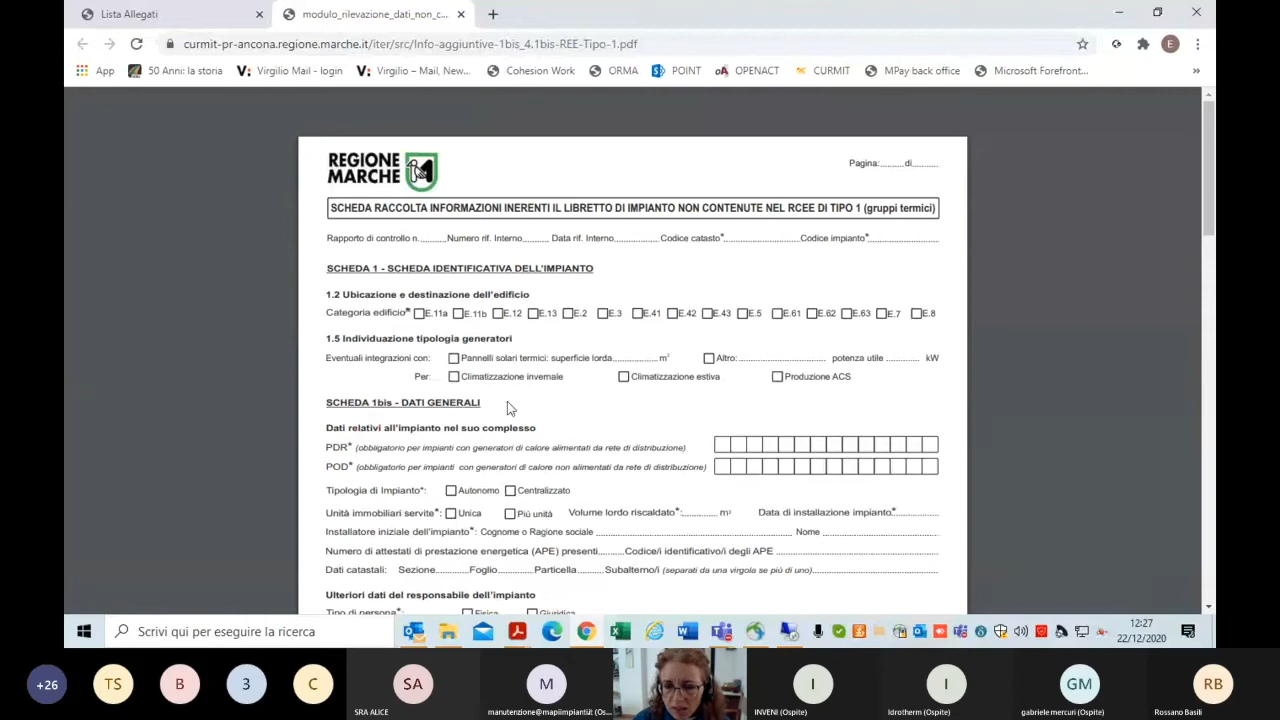 Lista Allegati
modulo_rilevazione_dati_non_c...
curmit-pr-ancona.regione.marche.it/iter/src/Info-aggiuntive-1bis_4.1bis-REE-Tipo-1.pdf
E
App 50 Anni: la storia Virgilio Mail - login Virgilio – Mail, New... Cohesion Work ORMA POINT OPENACT CURMIT MPay back office Microsoft Forefront... »
REGIONE
MARCHE
Pagina:........di..........
SCHEDA RACCOLTA INFORMAZIONI INERENTI IL LIBRETTO DI IMPIANTO NON CONTENUTE NEL RCEE DI TIPO 1 (gruppi termici)
Rapporto di controllo n. ........Numero rif. Interno........ Data rif. Interno.............. Codice catasto*........................Codice impianto*......................
SCHEDA 1 - SCHEDA IDENTIFICATIVA DELL'IMPIANTO
1.2 Ubicazione e destinazione dell'edificio
Categoria edificio* E.11a E.11b E.12 E.13 E.2 E.3 E.41 E.42 E.43 E.5 E.61 E.62 E.63 E.7 E.8
1.5 Individuazione tipologia generatori
Eventuali integrazioni con: Pannelli solari termici: superficie lorda................ m² Altro:.............................. potenza utile ............ kW
Per: Climatizzazione invernale Climatizzazione estiva Produzione ACS
SCHEDA 1bis - DATI GENERALI
Dati relativi all'impianto nel suo complesso
PDR* (obbligatorio per impianti con generatori di calore alimentati da rete di distribuzione)
POD* (obbligatorio per impianti con generatori di calore non alimentati da rete di distribuzione)
Tipologia di Impianto*: Autonomo Centralizzato
Unità immobiliari servite*: Unica Più unità Volume lordo riscaldato*:............ m³ Data di installazione impianto*................
Installatore iniziale dell'impianto*: Cognome o Ragione sociale .................................................. Nome ..............................
Numero di attestati di prestazione energetica (APE) presenti.........Codice/i identificativo/i degli APE ..................................................
Dati catastali: Sezione............Foglio...........Particella.........Subalterno/i (separati da una virgola se più di uno)................................
Ulteriori dati del responsabile dell'impianto
Tipo di persona*: Fisica Giuridica
Scrivi qui per eseguire la ricerca
12:27
22/12/2020
+26 TS B 3 C SA M I I GM RB
SRA ALICE manutenzione@mapiimpianti.it (Os... INVENI (Ospite) Idrotherm (Ospite) gabriele mercuri (Ospite) Rossano Basili